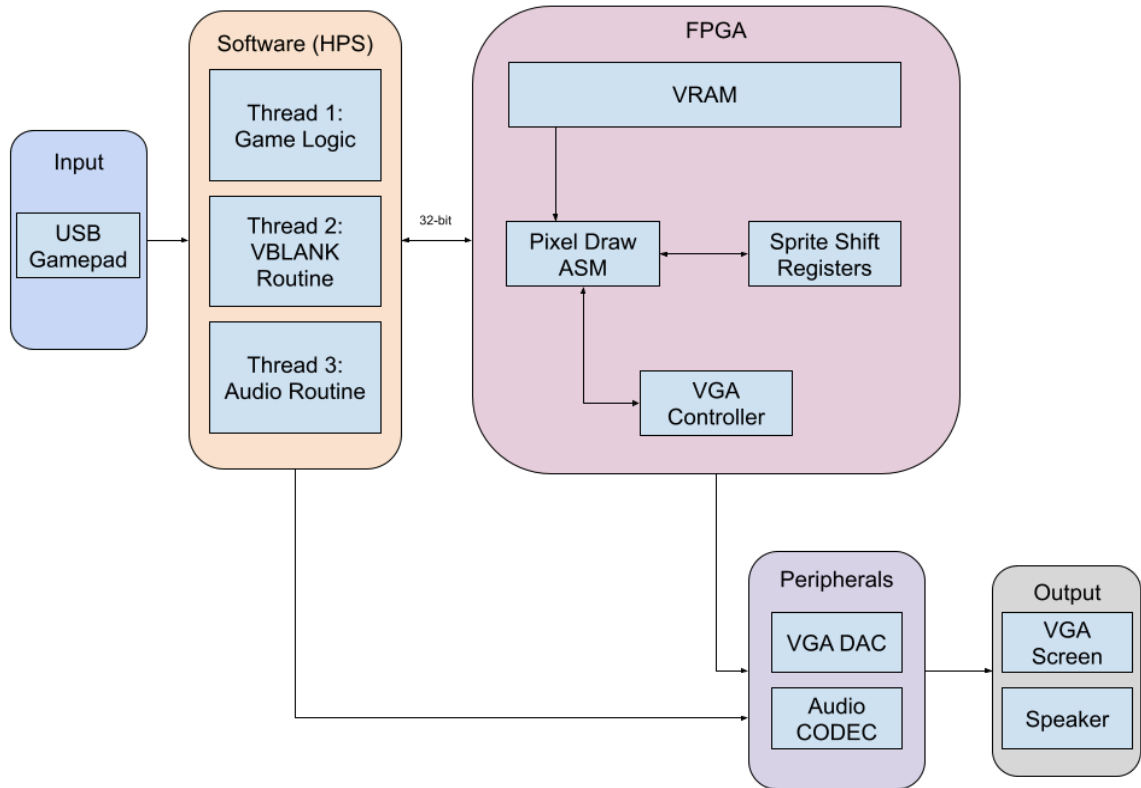 Input
USB
Gamepad
Software (HPS)
Thread 1:
Game Logic
Thread 2:
VBLANK
Routine
Thread 3:
Audio Routine
32-bit
FPGA
VRAM
Pixel Draw
ASM
Sprite Shift
Registers
VGA
Controller
Peripherals
VGA DAC
Audio
CODEC
Output
VGA
Screen
Speaker